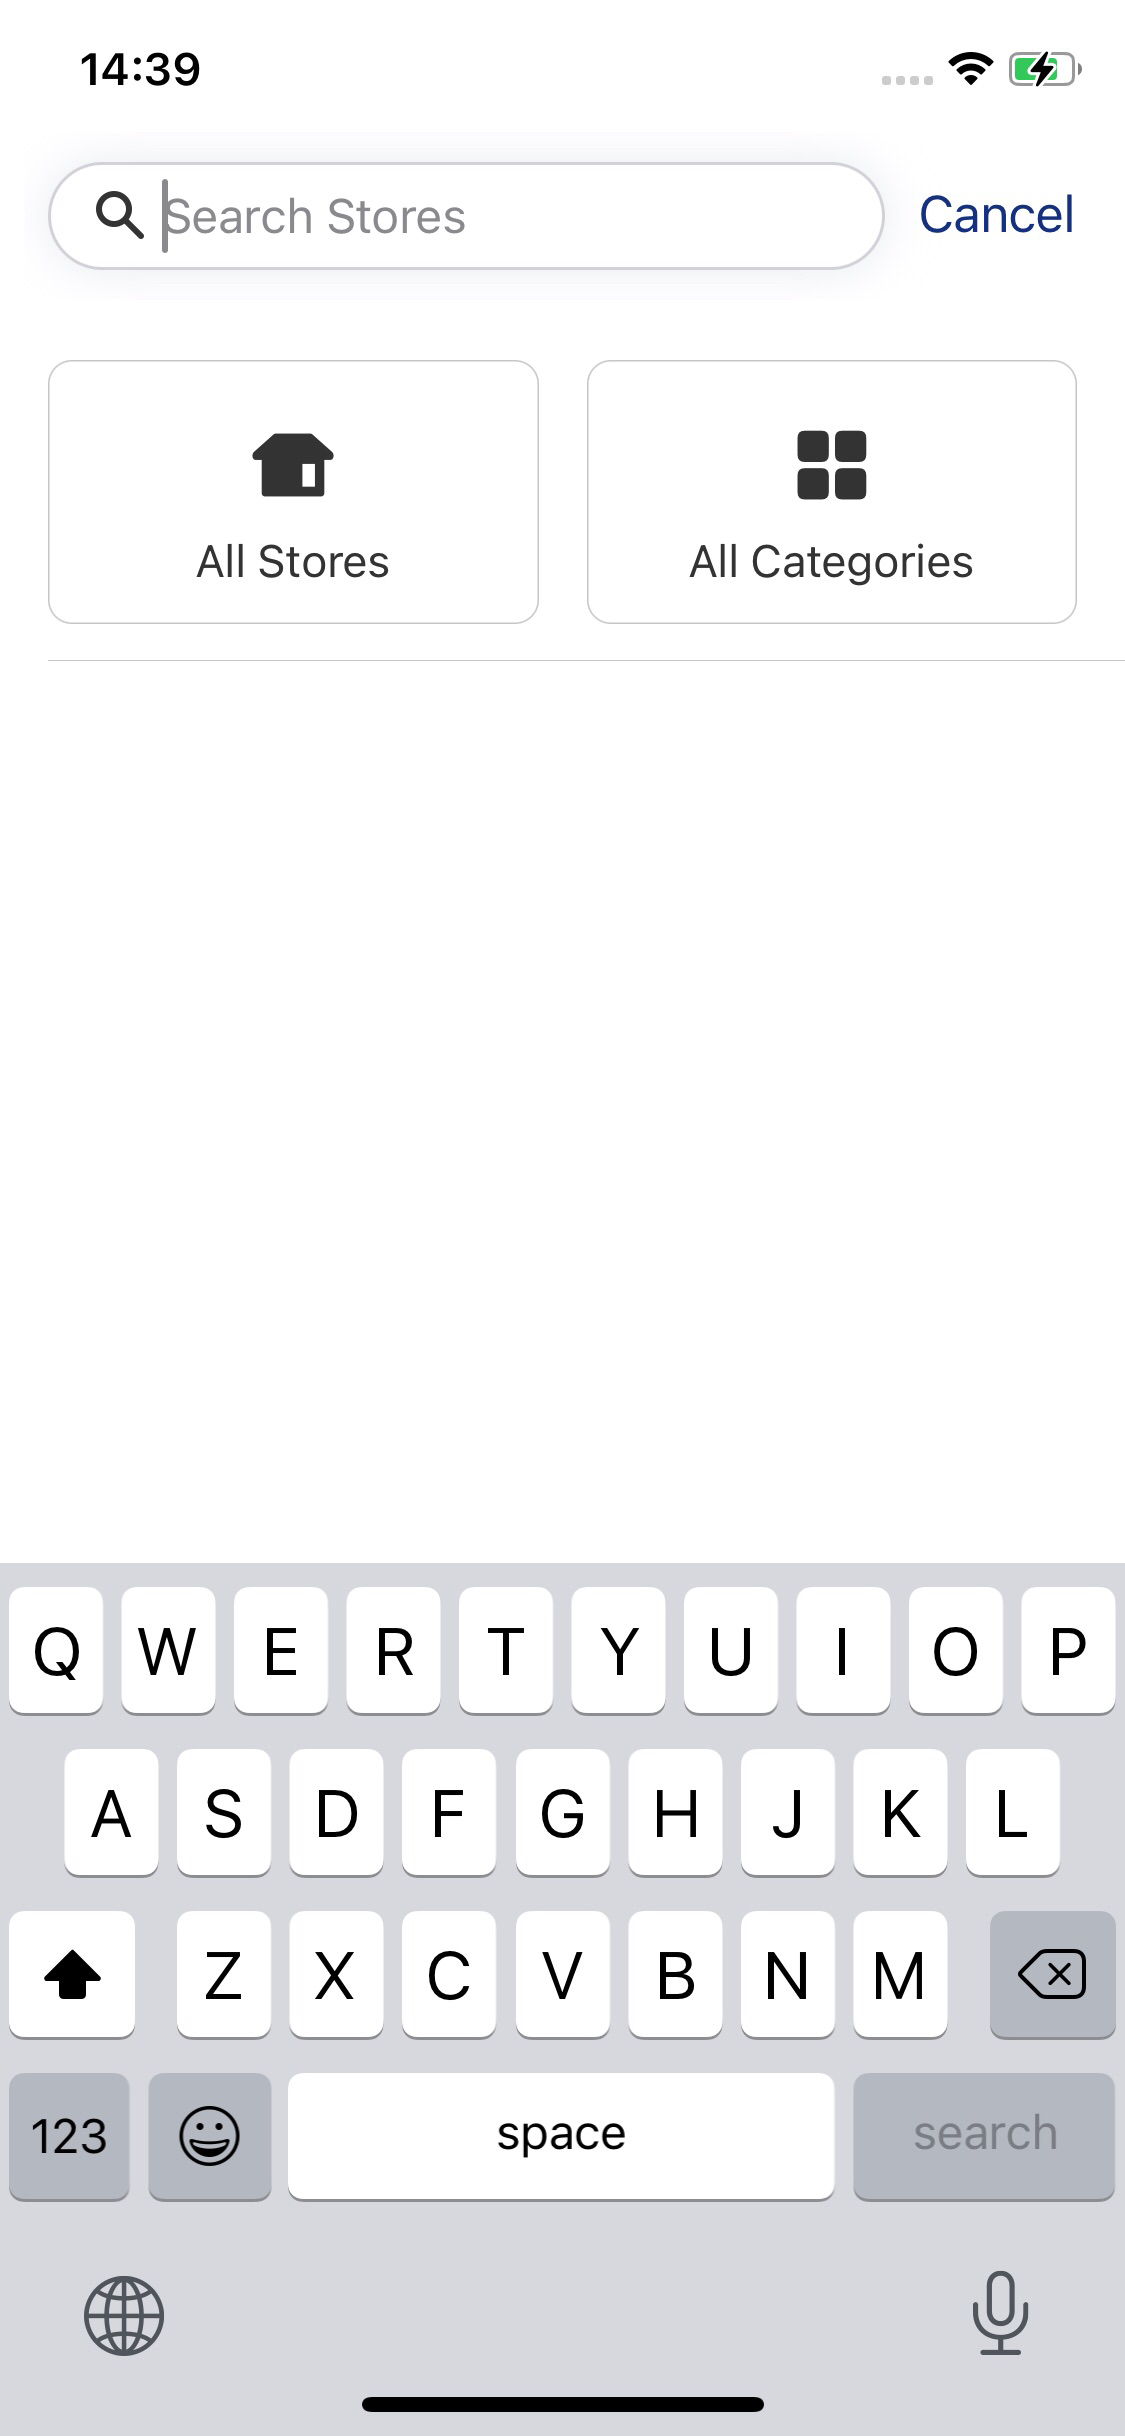 14:39
Search Stores
Cancel
All Stores
All Categories
Q W E R T Y U I O P
A S D F G H J K L
Z X C V B N M
123 space search